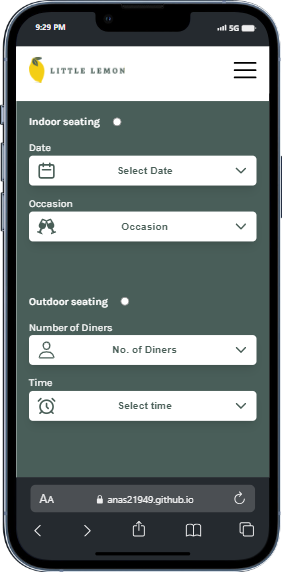 9:29 PM
5G
LITTLE LEMON
Indoor seating
Date
Select Date
Occasion
Occasion
Outdoor seating
Number of Diners
No. of Diners
Time
Select time
AA
anas21949.github.io